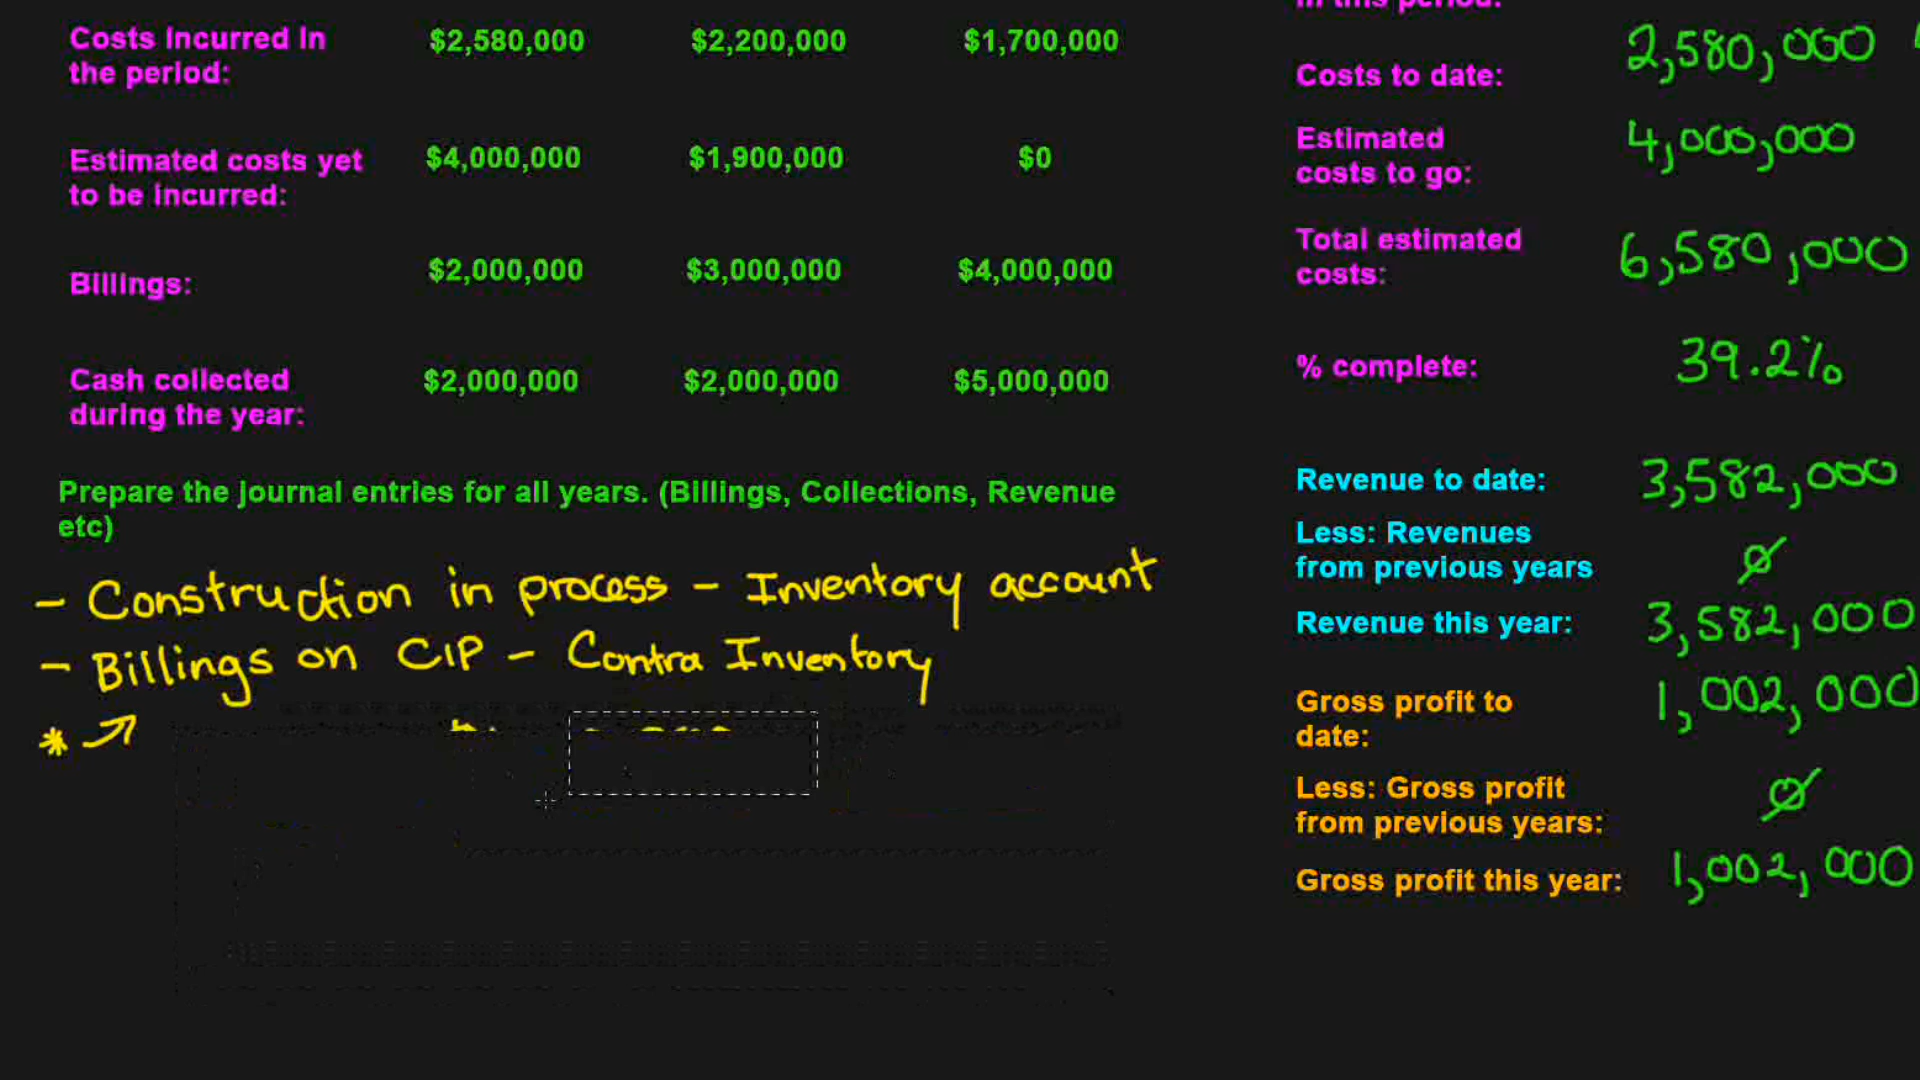 Costs incurred in
the period:
$2,580,000 $2,200,000 $1,700,000
Estimated costs yet
to be incurred:
$4,000,000 $1,900,000 $0
Billings:
$2,000,000 $3,000,000 $4,000,000
Cash collected
during the year:
$2,000,000 $2,000,000 $5,000,000
Prepare the journal entries for all years. (Billings, Collections, Revenue
etc)
- Construction in process - Inventory account
- Billings on CIP - Contra Inventory
*
in this period:
Costs to date: 2,580,000
Estimated
costs to go: 4,000,000
Total estimated
costs: 6,580,000
% complete: 39.2%
Revenue to date: 3,582,000
Less: Revenues
from previous years Ø
Revenue this year: 3,582,000
Gross profit to
date: 1,002,000
Less: Gross profit
from previous years: Ø
Gross profit this year: 1,002,000